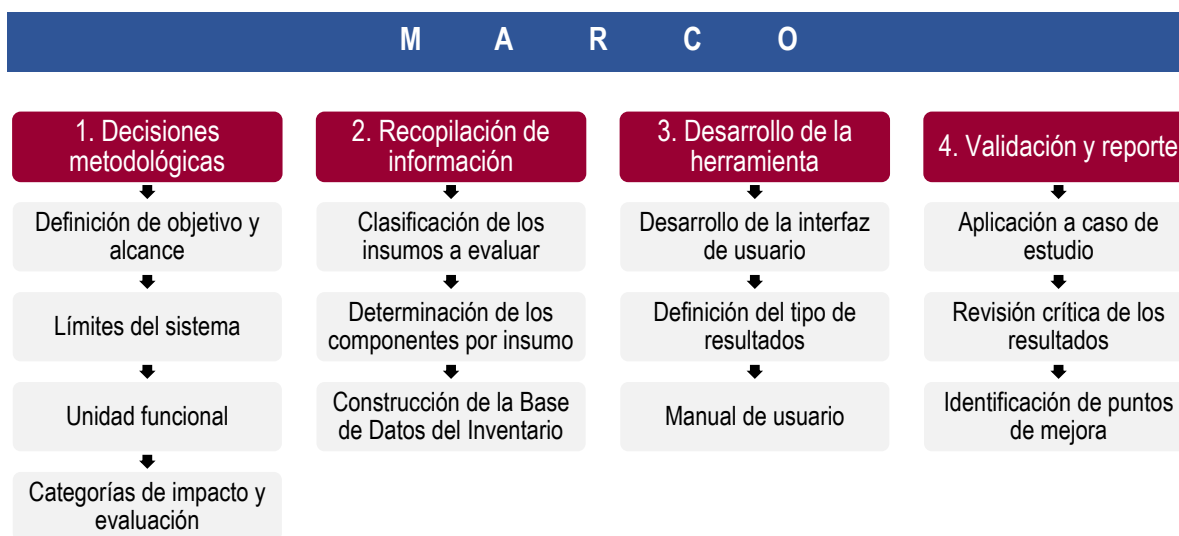 M A R C O
1. Decisiones
metodológicas
Definición de objetivo y
alcance
Límites del sistema
Unidad funcional
Categorías de impacto y
evaluación
2. Recopilación de
información
Clasificación de los
insumos a evaluar
Determinación de los
componentes por insumo
Construcción de la Base
de Datos del Inventario
3. Desarrollo de la
herramienta
Desarrollo de la interfaz
de usuario
Definición del tipo de
resultados
Manual de usuario
4. Validación y reporte
Aplicación a caso de
estudio
Revisión crítica de los
resultados
Identificación de puntos
de mejora